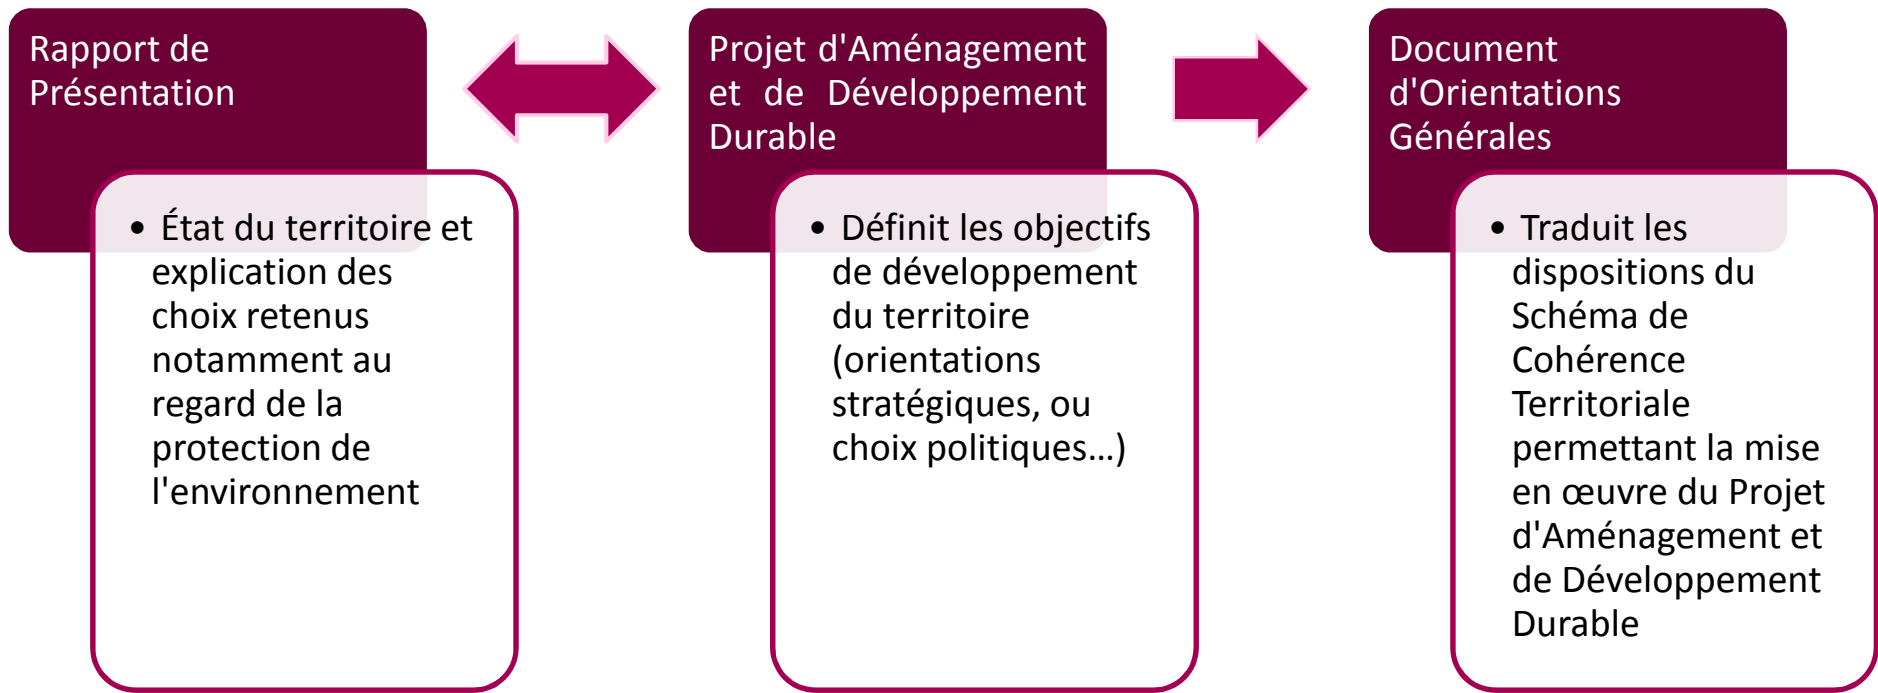 Rapport de
Présentation
• État du territoire et
explication des
choix retenus
notamment au
regard de la
protection de
l'environnement
Projet d'Aménagement
et de Développement
Durable
• Définit les objectifs
de développement
du territoire
(orientations
stratégiques, ou
choix politiques…)
Document
d'Orientations
Générales
• Traduit les
dispositions du
Schéma de
Cohérence
Territoriale
permettant la mise
en œuvre du Projet
d'Aménagement et
de Développement
Durable